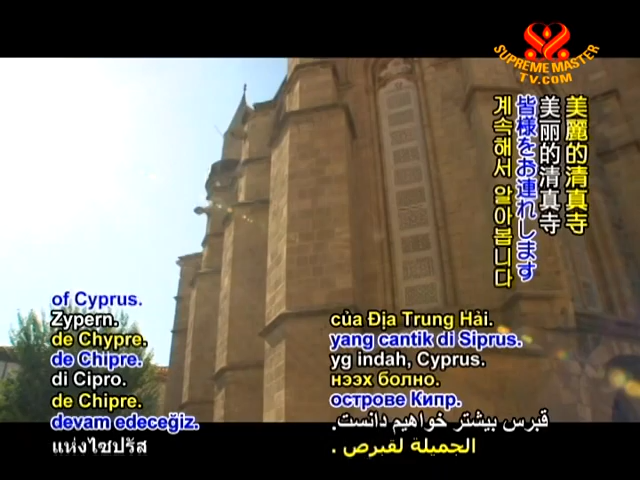 SUPREME MASTER
TV.COM
美麗的清真寺
美丽的清真寺
皆様をお連れします
계속해서 알아봅니다
of Cyprus.
Zypern.
de Chypre.
de Chipre.
di Cipro.
de Chipre.
devam edeceğiz.
แห่งไซปรัส
của Địa Trung Hải.
yang cantik di Siprus.
yg indah, Cyprus.
нээх болно.
острове Кипр.
قبرس بیشتر خواهیم دانست.
الجميلة لقبرص .